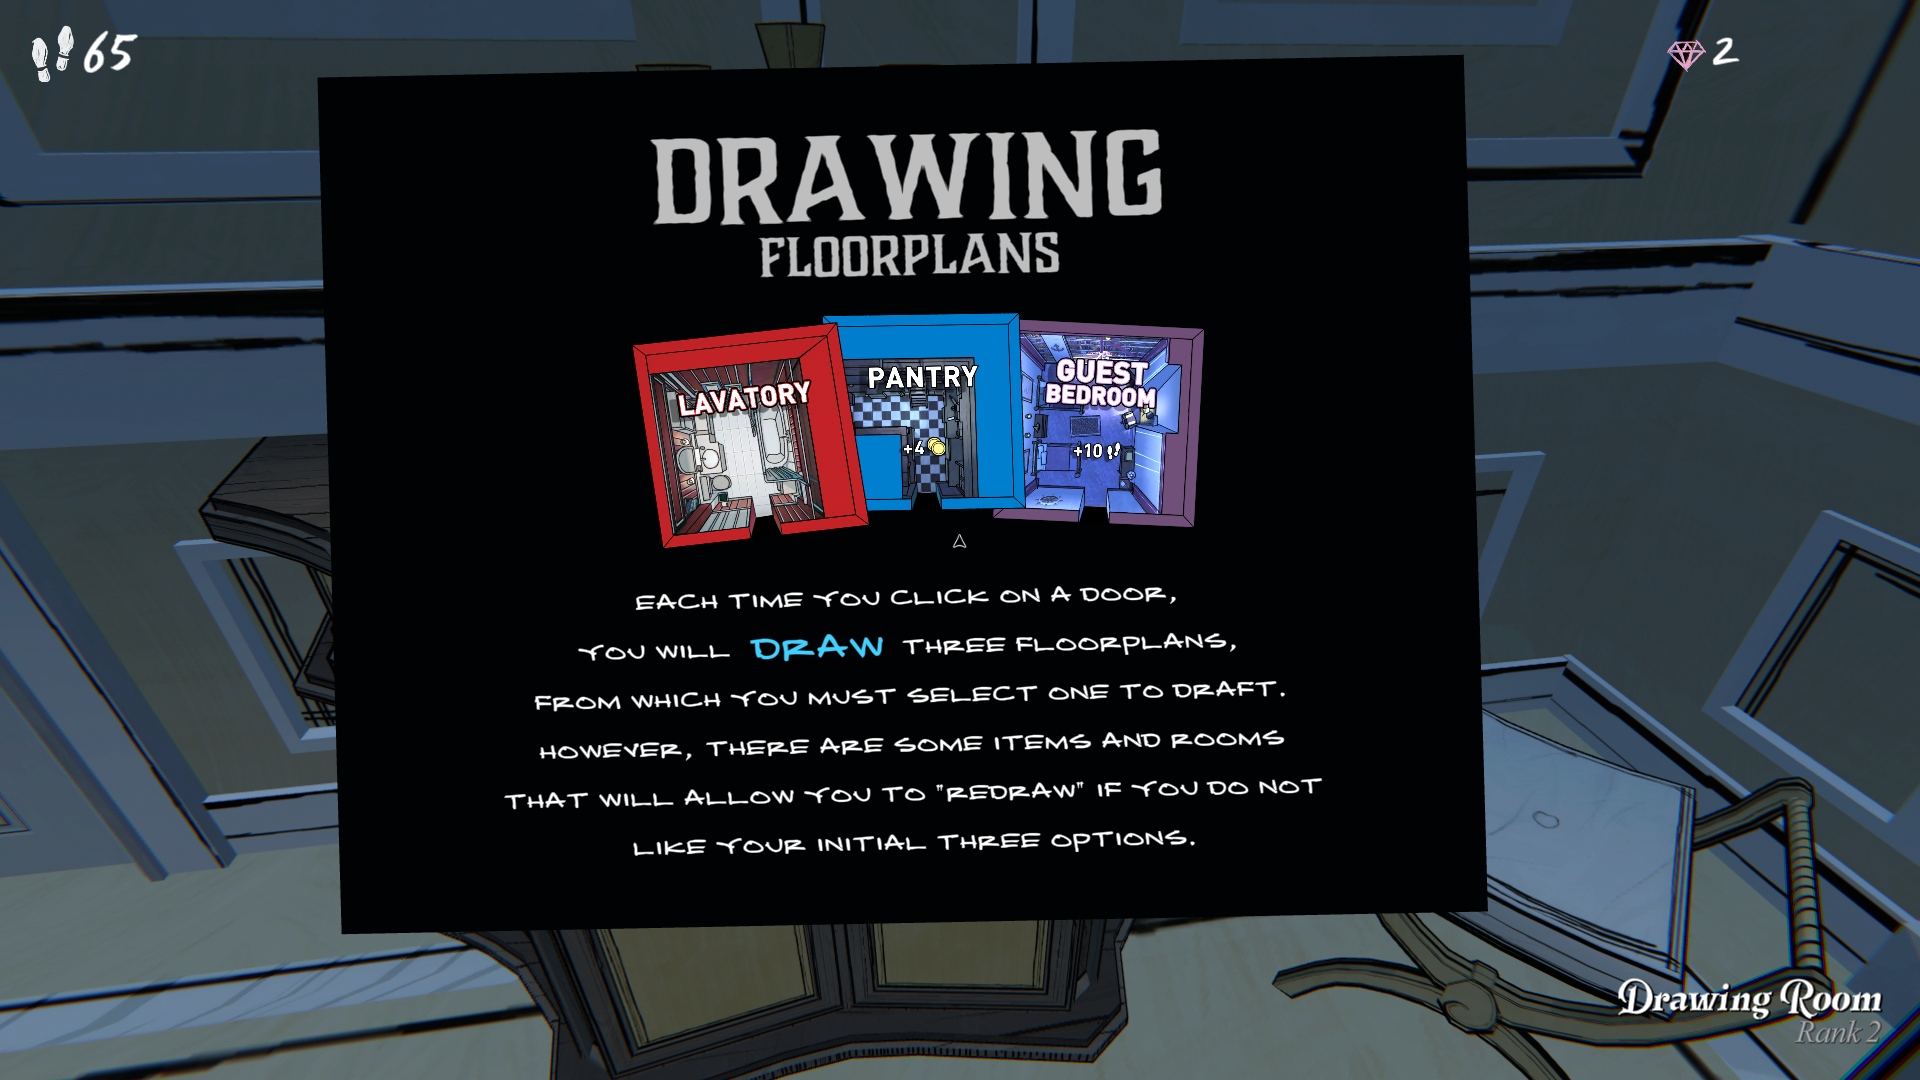 65
2
DRAWING
FLOORPLANS
LAVATORY
PANTRY
+4
GUEST
BEDROOM
+10
EACH TIME YOU CLICK ON A DOOR,
YOU WILL DRAW THREE FLOORPLANS,
FROM WHICH YOU MUST SELECT ONE TO DRAFT.
HOWEVER, THERE ARE SOME ITEMS AND ROOMS
THAT WILL ALLOW YOU TO "REDRAW" IF YOU DO NOT
LIKE YOUR INITIAL THREE OPTIONS.
Drawing Room
Rank 2